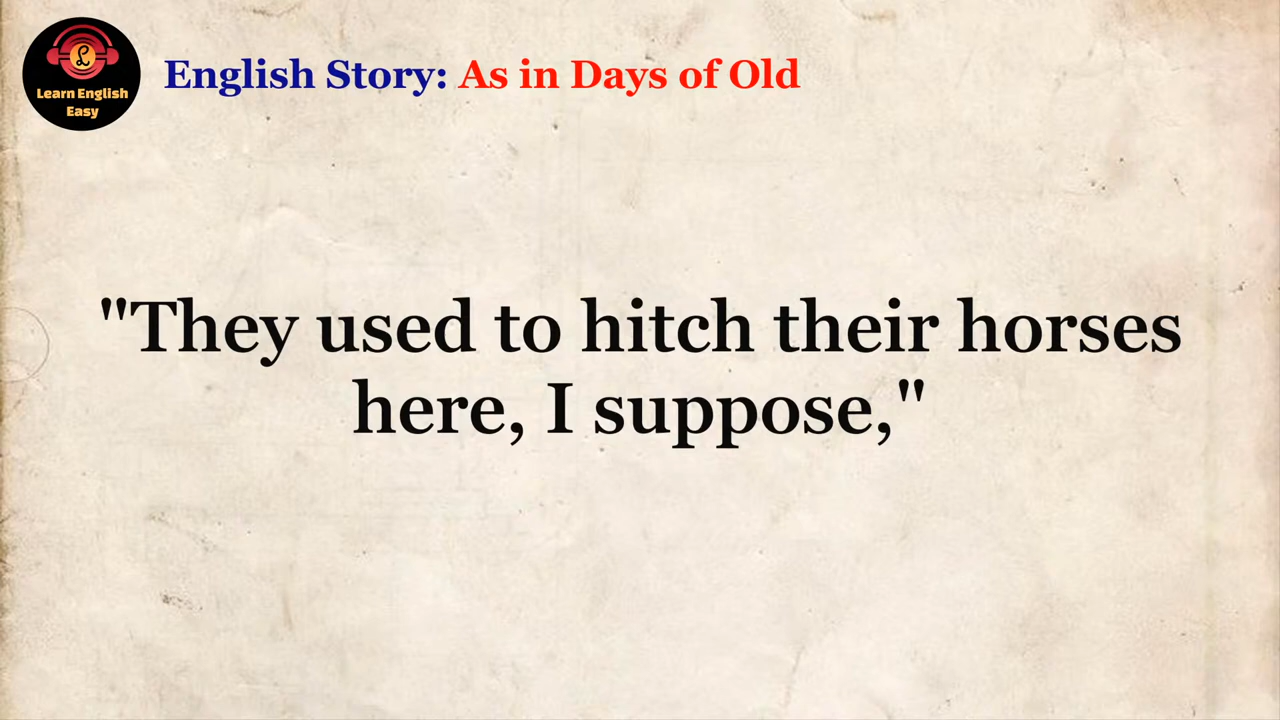 Learn English
Easy
English Story: As in Days of Old
"They used to hitch their horses
here, I suppose,"